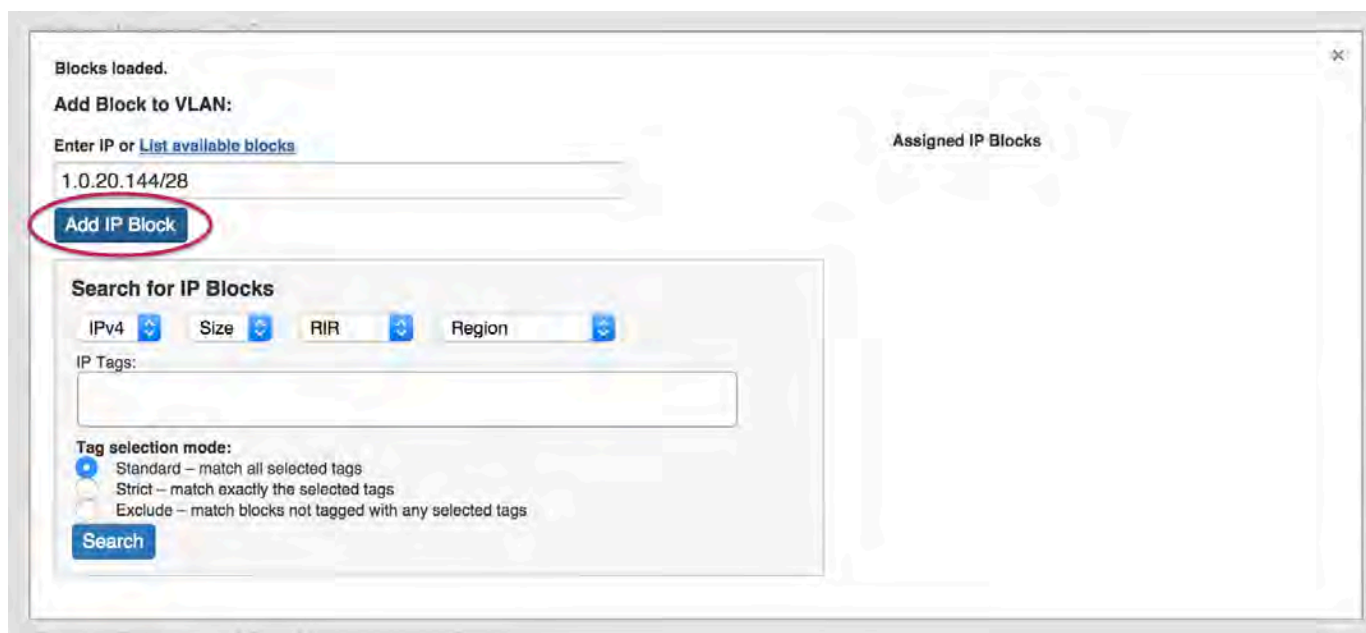 Blocks loaded.
×
Add Block to VLAN:
Enter IP or List available blocks
Assigned IP Blocks
1.0.20.144/28
Add IP Block
Search for IP Blocks
IPv4 Size RIR Region
IP Tags:
Tag selection mode:
Standard – match all selected tags
Strict – match exactly the selected tags
Exclude – match blocks not tagged with any selected tags
Search